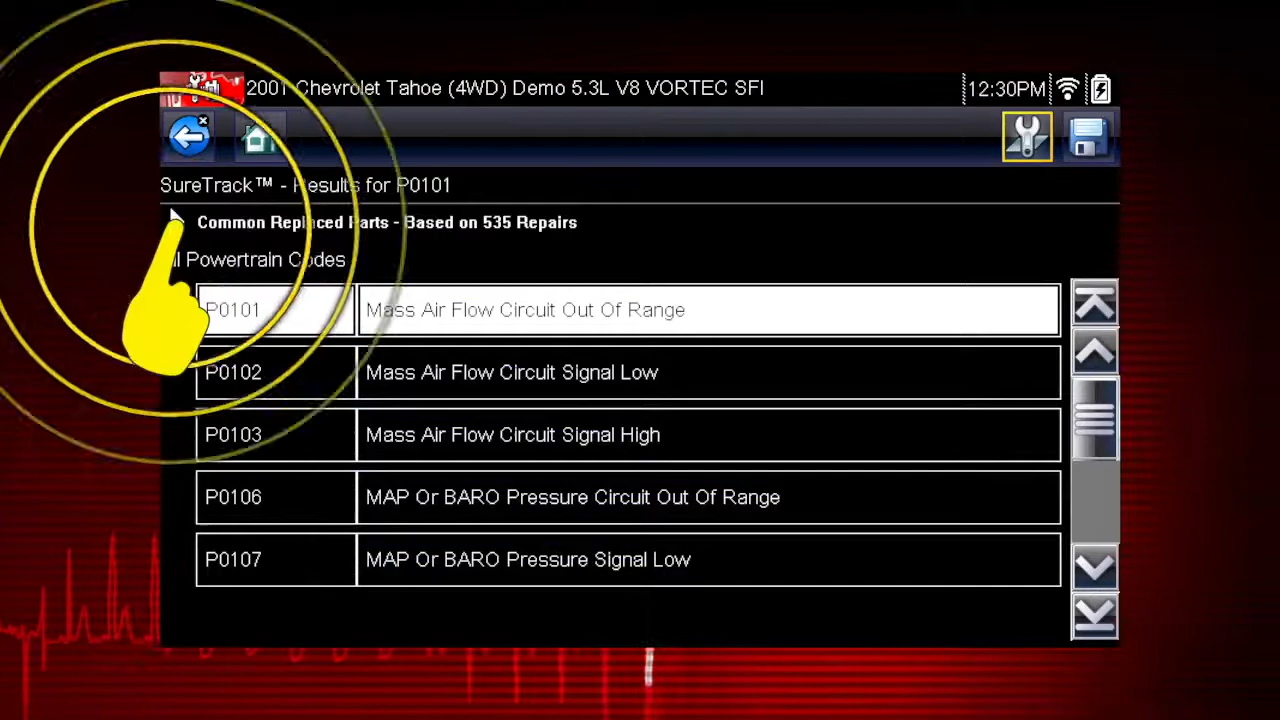 2001 Chevrolet Tahoe (4WD) Demo 5.3L V8 VORTEC SFI
12:30PM
SureTrack™ - Results for P0101
Common Replaced Parts - Based on 535 Repairs
All Powertrain Codes
P0101 Mass Air Flow Circuit Out Of Range
P0102 Mass Air Flow Circuit Signal Low
P0103 Mass Air Flow Circuit Signal High
P0106 MAP Or BARO Pressure Circuit Out Of Range
P0107 MAP Or BARO Pressure Signal Low